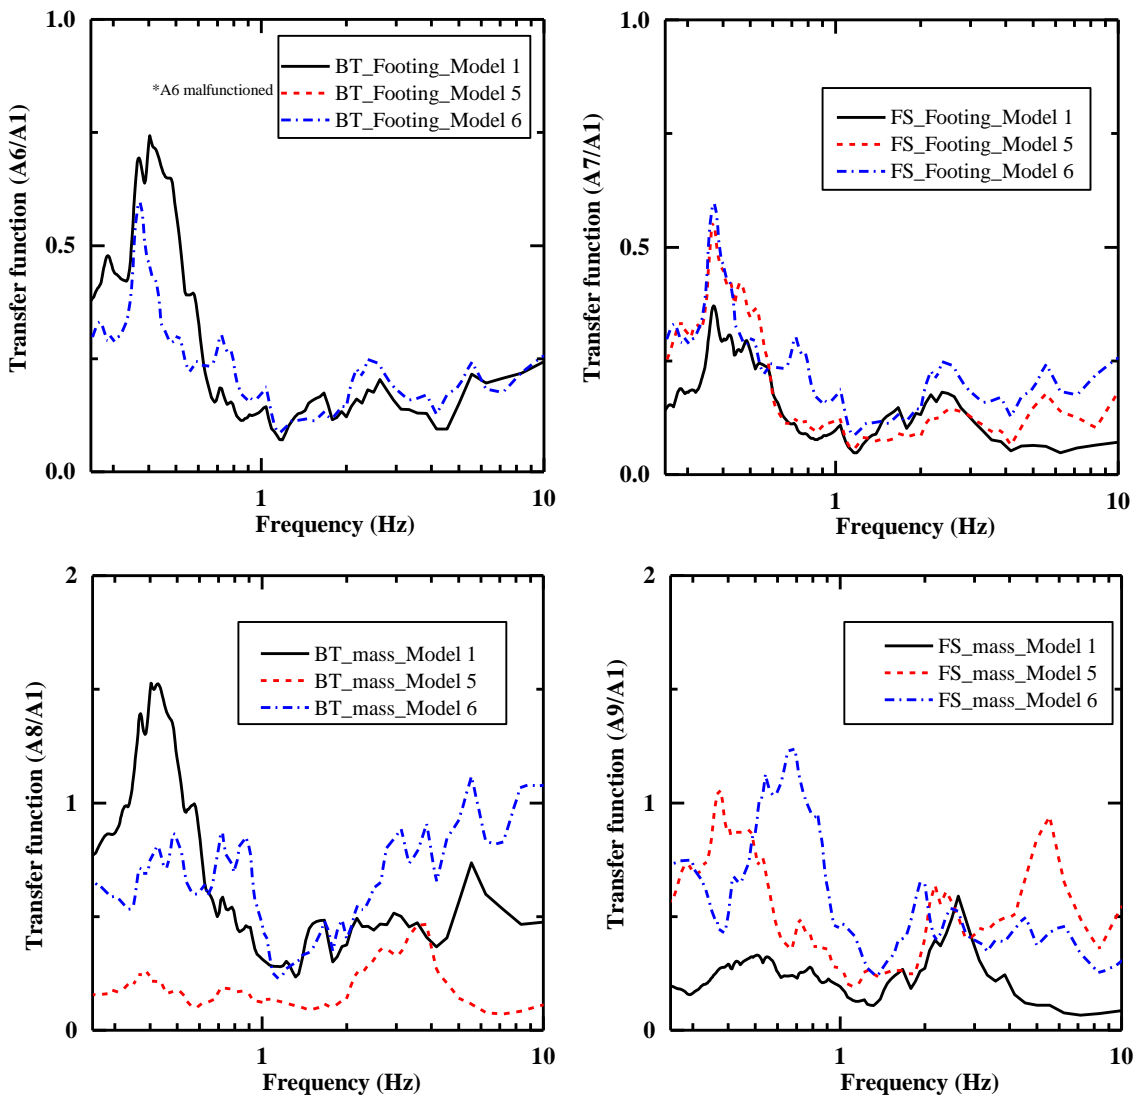 1.0
0.5
0.0
Transfer function (A6/A1)
BT_Footing_Model 1
*A6 malfunctioned
BT_Footing_Model 5
BT_Footing_Model 6
1
10
Frequency (Hz)
1.0
0.5
0.0
Transfer function (A7/A1)
FS_Footing_Model 1
FS_Footing_Model 5
FS_Footing_Model 6
1
10
Frequency (Hz)
2
1
0
Transfer function (A8/A1)
BT_mass_Model 1
BT_mass_Model 5
BT_mass_Model 6
1
10
Frequency (Hz)
2
1
0
Transfer function (A9/A1)
FS_mass_Model 1
FS_mass_Model 5
FS_mass_Model 6
1
10
Frequency (Hz)